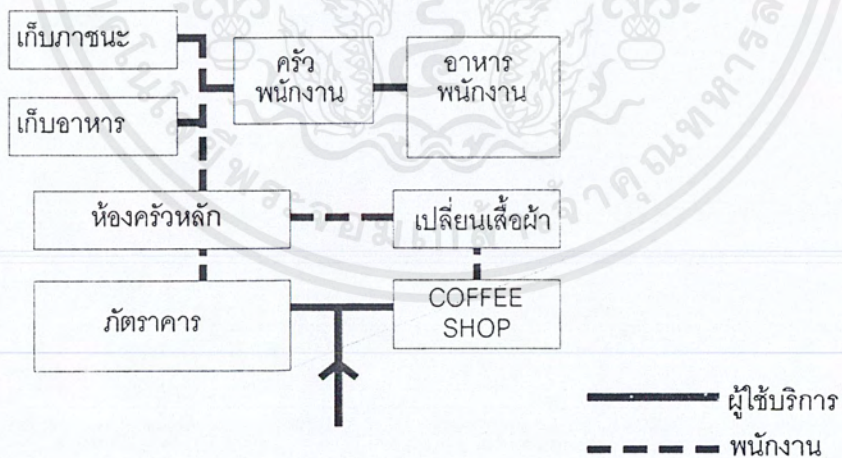 เก็บภาชนะ
ครัว
พนักงาน
อาหาร
พนักงาน
เก็บอาหาร
ห้องครัวหลัก
เปลี่ยนเสื้อผ้า
ภัตราคาร
COFFEE
SHOP
ผู้ใช้บริการ
พนักงาน